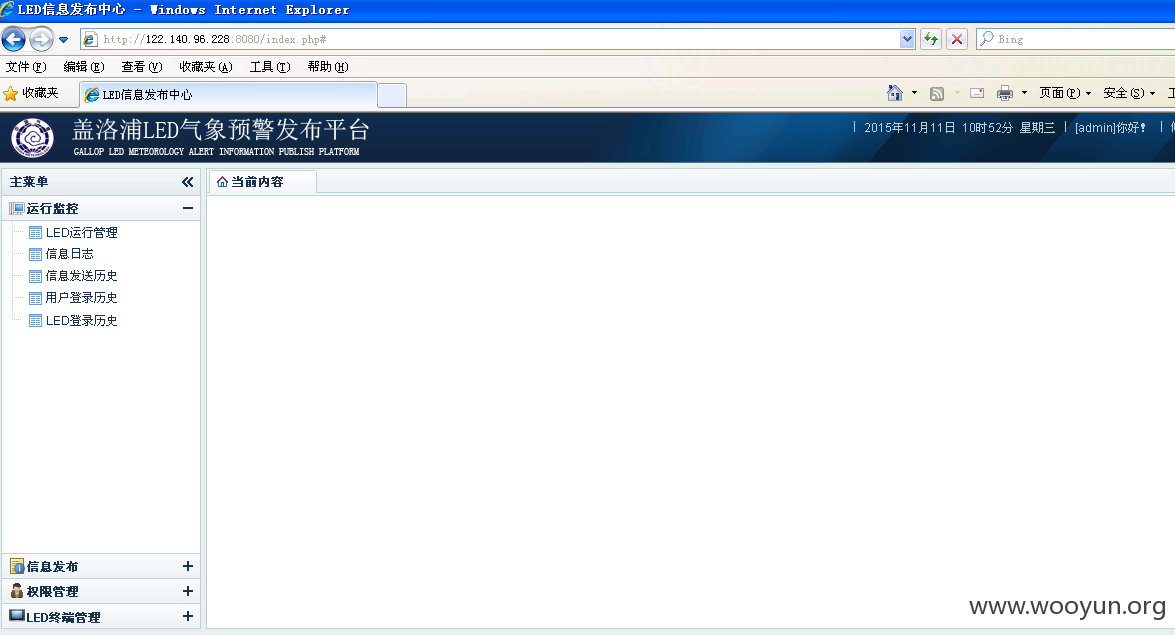 LED信息发布中心 - Windows Internet Explorer
http://122.140.96.228:8080/index.php#
Bing
文件(F) 编辑(E) 查看(V) 收藏夹(A) 工具(T) 帮助(H)
收藏夹
LED信息发布中心
页面(P) 安全(S)
盖洛浦LED气象预警发布平台
GALLOP LED METEOROLOGY ALERT INFORMATION PUBLISH PLATFORM
2015年11月11日 10时52分 星期三 | [admin]你好!
主菜单
当前内容
运行监控
LED运行管理
信息日志
信息发送历史
用户登录历史
LED登录历史
信息发布
权限管理
LED终端管理
www.wooyun.org